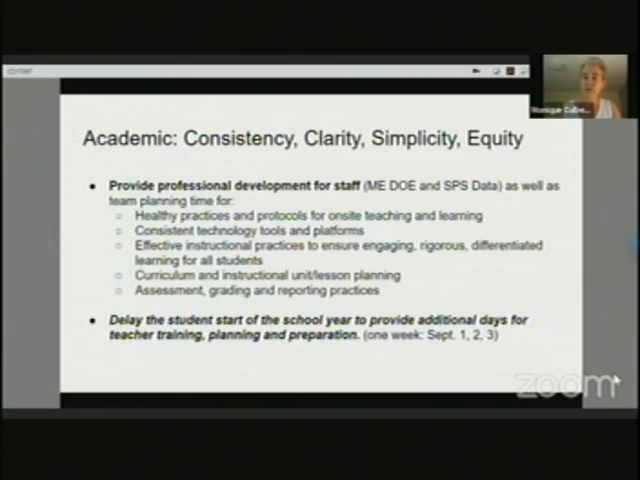 Academic: Consistency, Clarity, Simplicity, Equity
Provide professional development for staff (ME DOE and SPS Data) as well as
team planning time for:
Healthy practices and protocols for onsite teaching and learning
Consistent technology tools and platforms
Effective instructional practices to ensure engaging, rigorous, differentiated
learning for all students
Curriculum and instructional unit/lesson planning
Assessment, grading and reporting practices
Delay the student start of the school year to provide additional days for
teacher training, planning and preparation. (one week: Sept. 1, 2, 3)
Monique
zoom